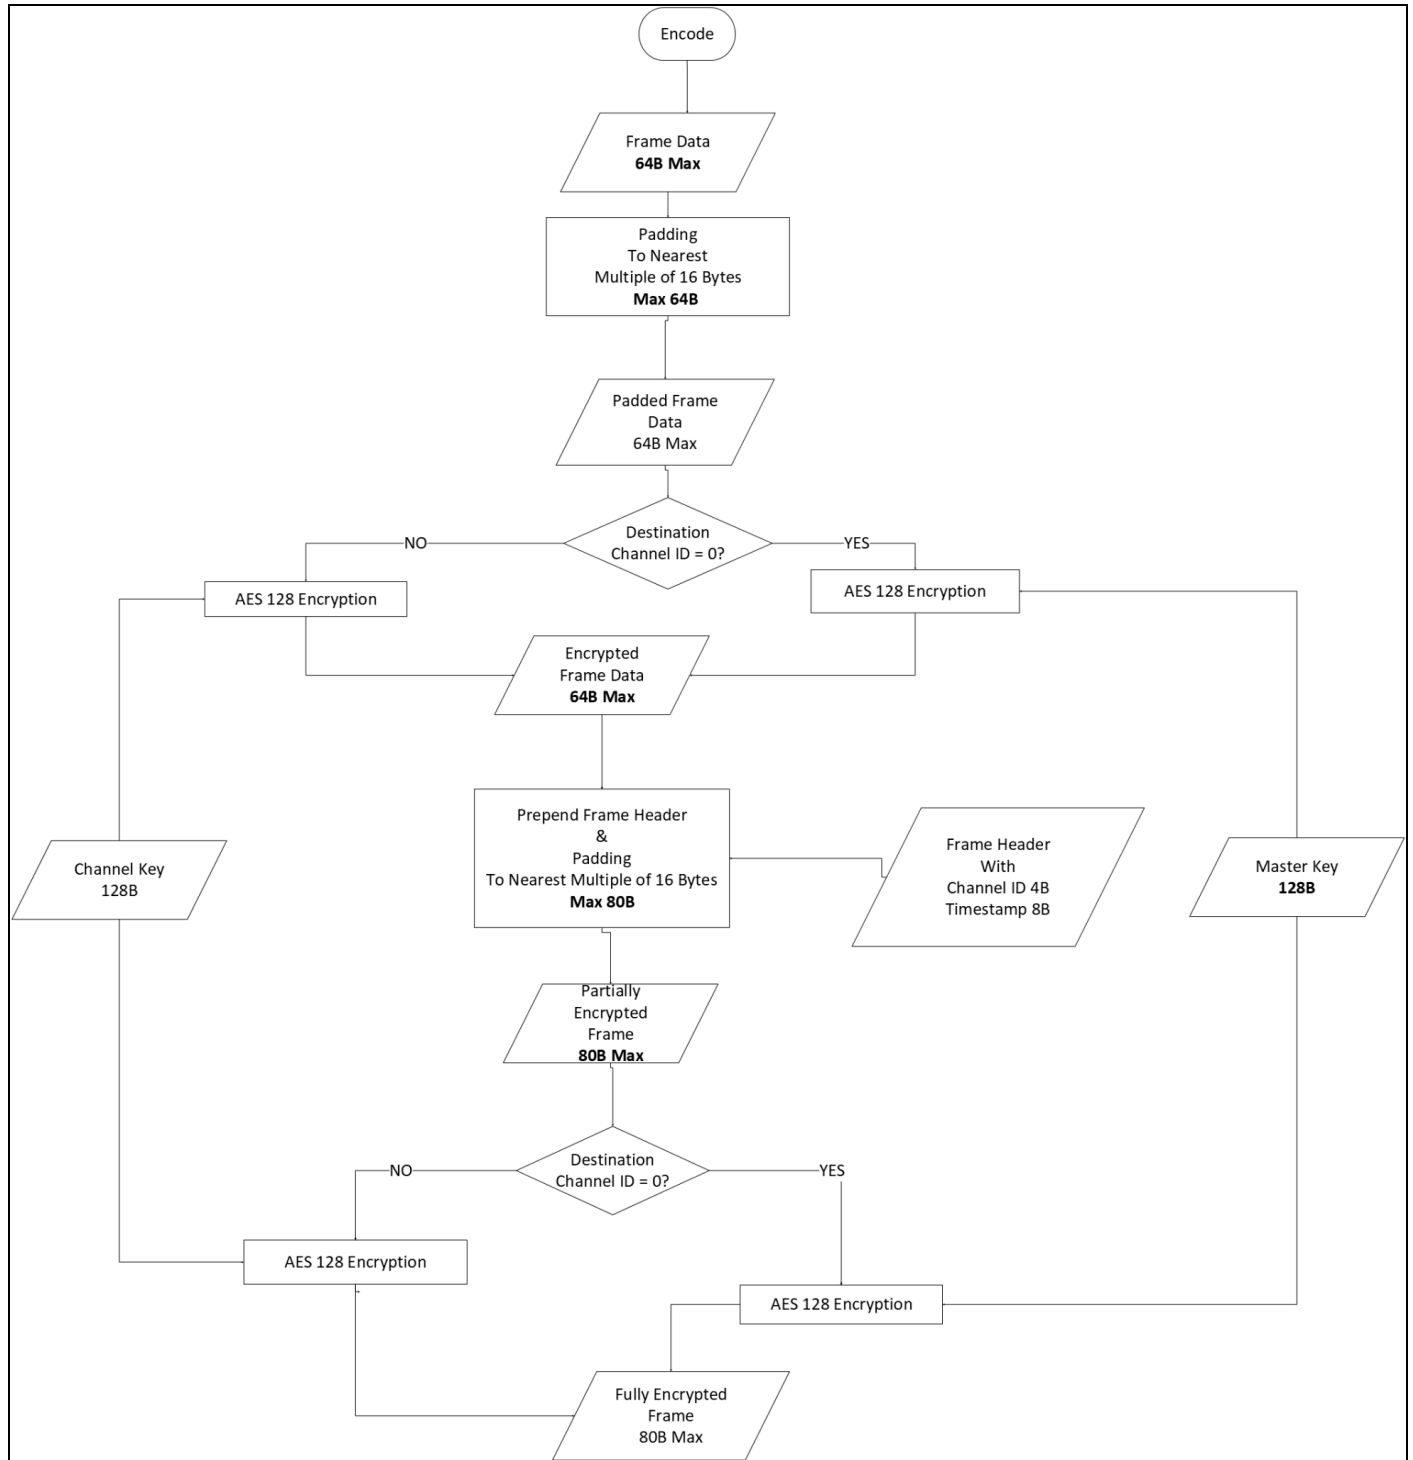 Encode
Frame Data
64B Max
Padding
To Nearest
Multiple of 16 Bytes
Max 64B
Padded Frame
Data
64B Max
Destination
Channel ID = 0?
NO
YES
AES 128 Encryption
AES 128 Encryption
Encrypted
Frame Data
64B Max
Prepend Frame Header
&
Padding
To Nearest Multiple of 16 Bytes
Max 80B
Frame Header
With
Channel ID 4B
Timestamp 8B
Channel Key
128B
Master Key
128B
Partially
Encrypted
Frame
80B Max
Destination
Channel ID = 0?
NO
YES
AES 128 Encryption
AES 128 Encryption
Fully Encrypted
Frame
80B Max